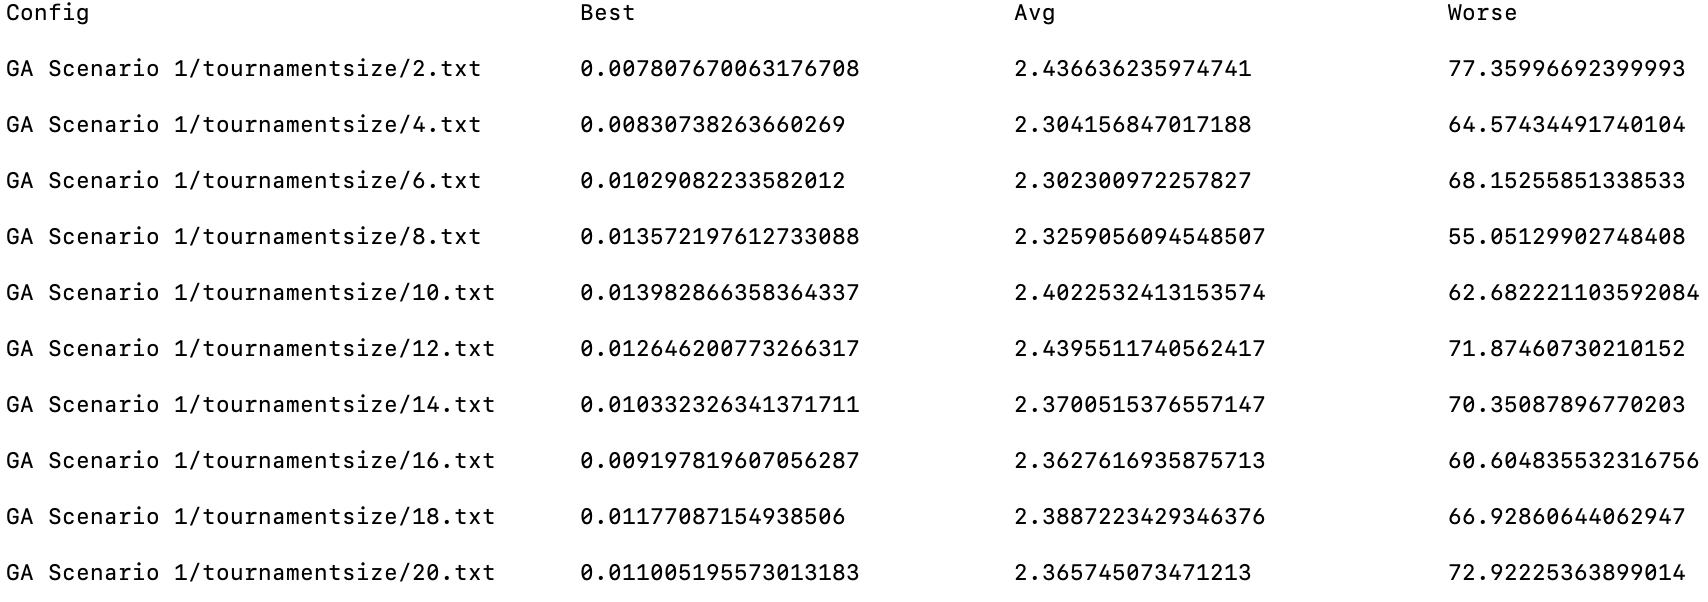 Config Best Avg Worse
GA Scenario 1/tournamentsize/2.txt 0.007807670063176708 2.436636235974741 77.35996692399993
GA Scenario 1/tournamentsize/4.txt 0.00830738263660269 2.304156847017188 64.57434491740104
GA Scenario 1/tournamentsize/6.txt 0.01029082233582012 2.302300972257827 68.15255851338533
GA Scenario 1/tournamentsize/8.txt 0.013572197612733088 2.3259056094548507 55.05129902748408
GA Scenario 1/tournamentsize/10.txt 0.013982866358364337 2.4022532413153574 62.682221103592084
GA Scenario 1/tournamentsize/12.txt 0.012646200773266317 2.4395511740562417 71.87460730210152
GA Scenario 1/tournamentsize/14.txt 0.010332326341371711 2.3700515376557147 70.35087896770203
GA Scenario 1/tournamentsize/16.txt 0.009197819607056287 2.3627616935875713 60.604835532316756
GA Scenario 1/tournamentsize/18.txt 0.01177087154938506 2.3887223429346376 66.92860644062947
GA Scenario 1/tournamentsize/20.txt 0.011005195573013183 2.365745073471213 72.92225363899014